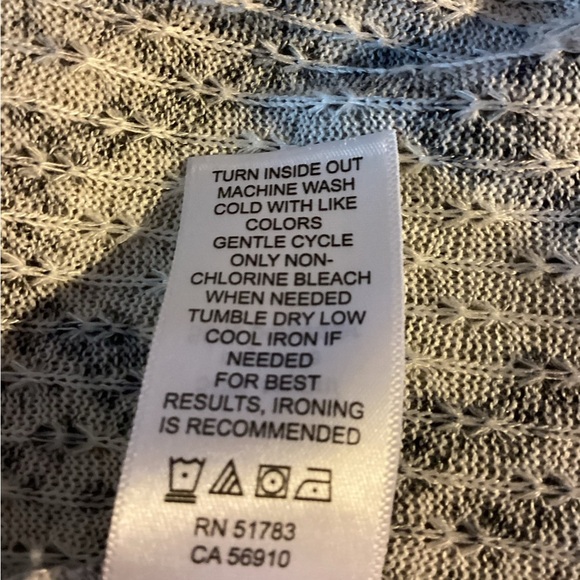 TURN INSIDE OUT
MACHINE WASH
COLD WITH LIKE
COLORS
GENTLE CYCLE
ONLY NON-
CHLORINE BLEACH
WHEN NEEDED
TUMBLE DRY LOW
COOL IRON IF
NEEDED
FOR BEST
RESULTS, IRONING
IS RECOMMENDED
RN 51783
CA 56910